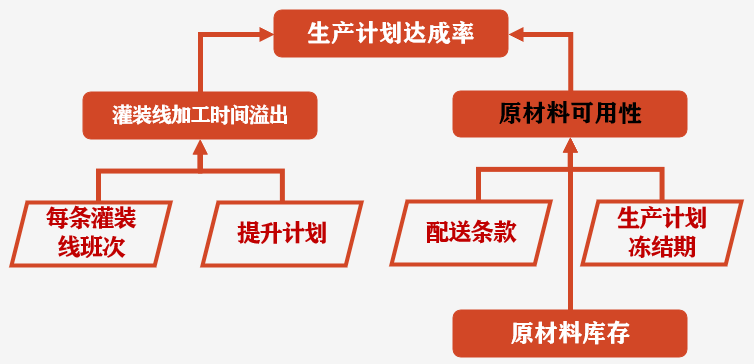 生产计划达成率
灌装线加工时间溢出
原材料可用性
每条灌装
线班次
提升计划
配送条款
生产计划
冻结期
原材料库存